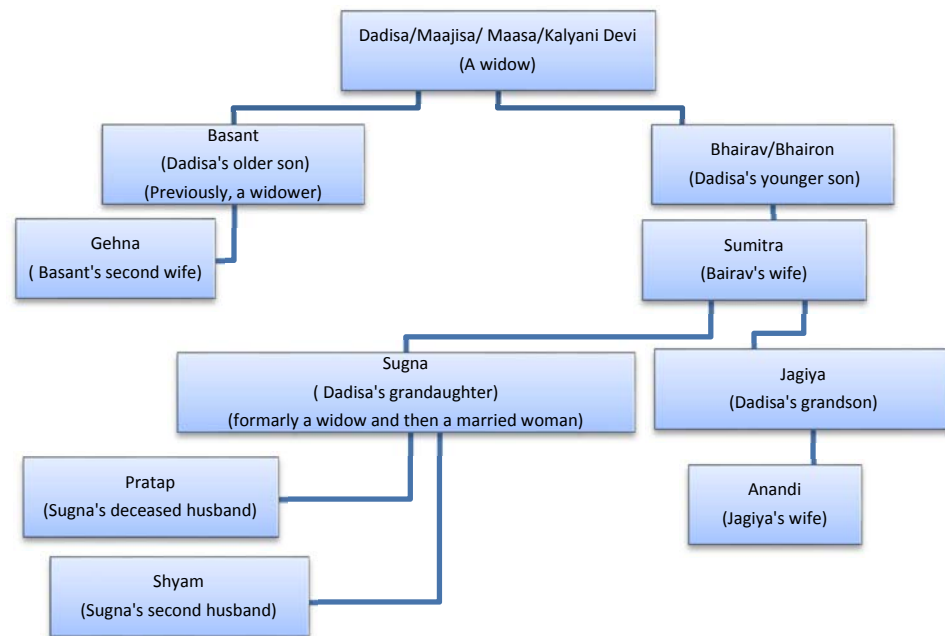 Dadisa/Maajisa/ Maasa/Kalyani Devi
(A widow)
Basant
(Dadisa's older son)
(Previously, a widower)
Bhairav/Bhairon
(Dadisa's younger son)
Gehna
( Basant's second wife)
Sumitra
(Bairav's wife)
Sugna
( Dadisa's grandaughter)
(formarly a widow and then a married woman)
Jagiya
(Dadisa's grandson)
Pratap
(Sugna's deceased husband)
Anandi
(Jagiya's wife)
Shyam
(Sugna's second husband)